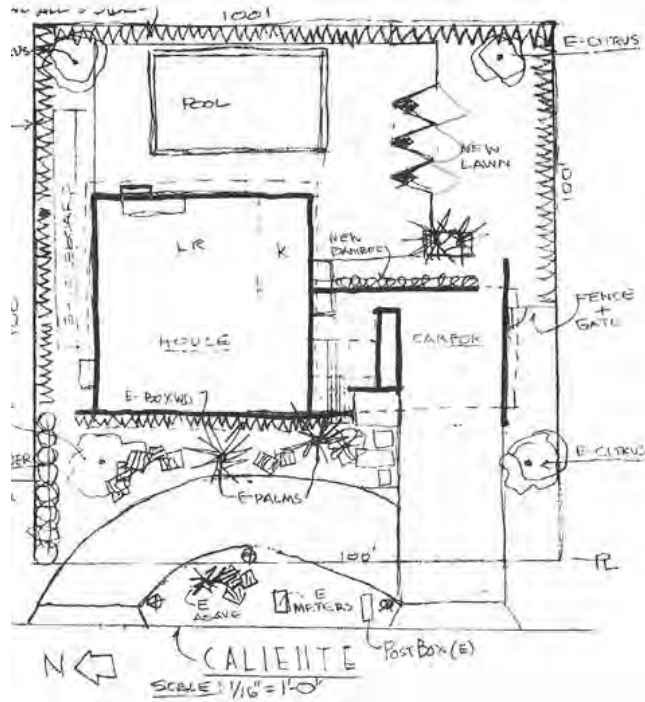 100'
E-CITRUS
POOL
NEW
LAWN
100'
LR
K
NEW
BAMBOO
HOUSE
CARPORT
FENCE
+
GATE
E-BOXWD
E-CITRUS
E-PALMS
100'
PL
E
AGAVE
E
METERS
POSTBOX (E)
N
CALIENTE
SCALE: 1/16" = 1'-0"